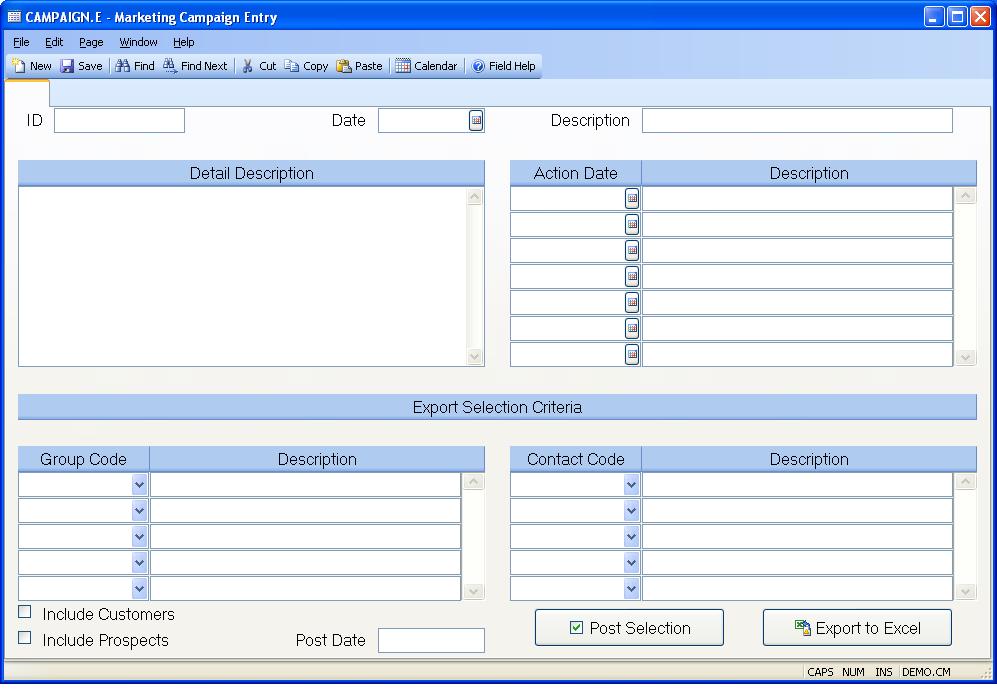 CAMPAIGN.E - Marketing Campaign Entry
File Edit Page Window Help
New Save Find Find Next Cut Copy Paste Calendar Field Help
ID Date Description
Detail Description Action Date Description
Export Selection Criteria
Group Code Description Contact Code Description
Include Customers
Include Prospects Post Date Post Selection Export to Excel
CAPS NUM INS DEMO.CM